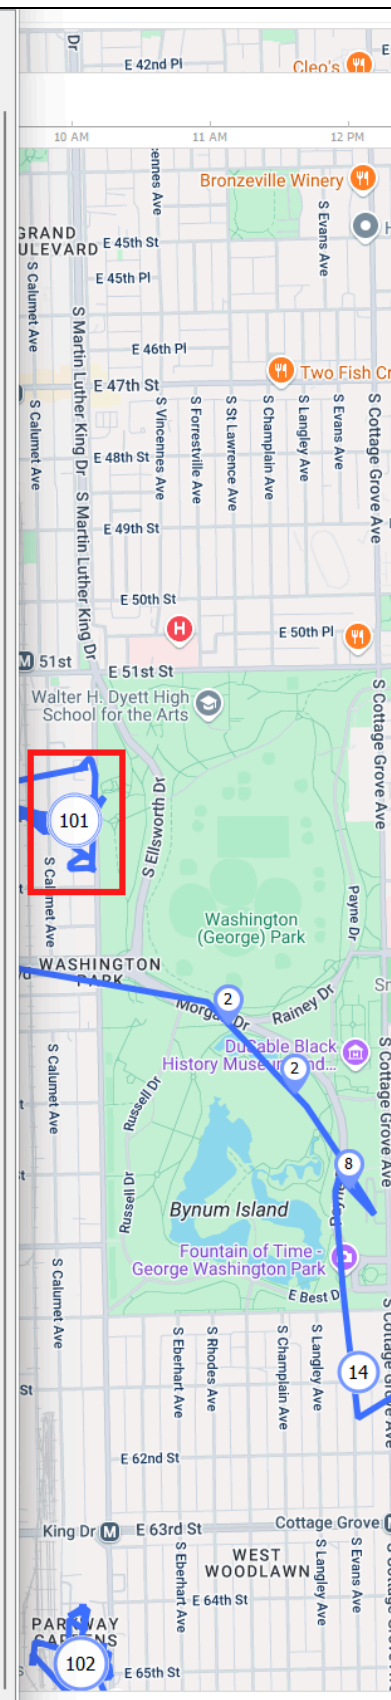 Dr
E 42nd Pl
Cleo's
E
10 AM
11 AM
12 PM
Bronzeville Winery
GRAND
S Evans Ave
E 45th St
S Calumet Ave
E 45th Pl
S Martin Luther King Dr
E 46th Pl
Two Fish
E 47th St
S Calumet Ave
S Vincennes Ave
S Forrestville Ave
S St Lawrence Ave
S Champlain Ave
S Langley Ave
S Evans Ave
S Cottage Grove Ave
E 48th St
S Martin Luther King Dr
E 49th St
E 50th St
H
E 50th Pl
M 51st
E 51st St
Walter H. Dyett High
School for the Arts
S Cottage Grove Ave
S Ellsworth Dr
101
Payne Dr
Washington
(George) Park
WASHINGTON
PARK
2
Rainey Dr
DuSable Black
2
S Calumet Ave
S Cottage Grove Ave
Russell Dr
8
Russell Dr
Bynum Island
Fountain of Time -
George Washington Park
S Calumet Ave
E Best D
S Eberhart Ave
S Rhodes Ave
S Champlain Ave
S Langley Ave
14
St
E 62nd St
King Dr M
E 63rd St
Cottage Grove
S Eberhart Ave
WEST
WOODLAWN
S Langley Ave
S Evans Ave
E 64th St
102
E 65th St